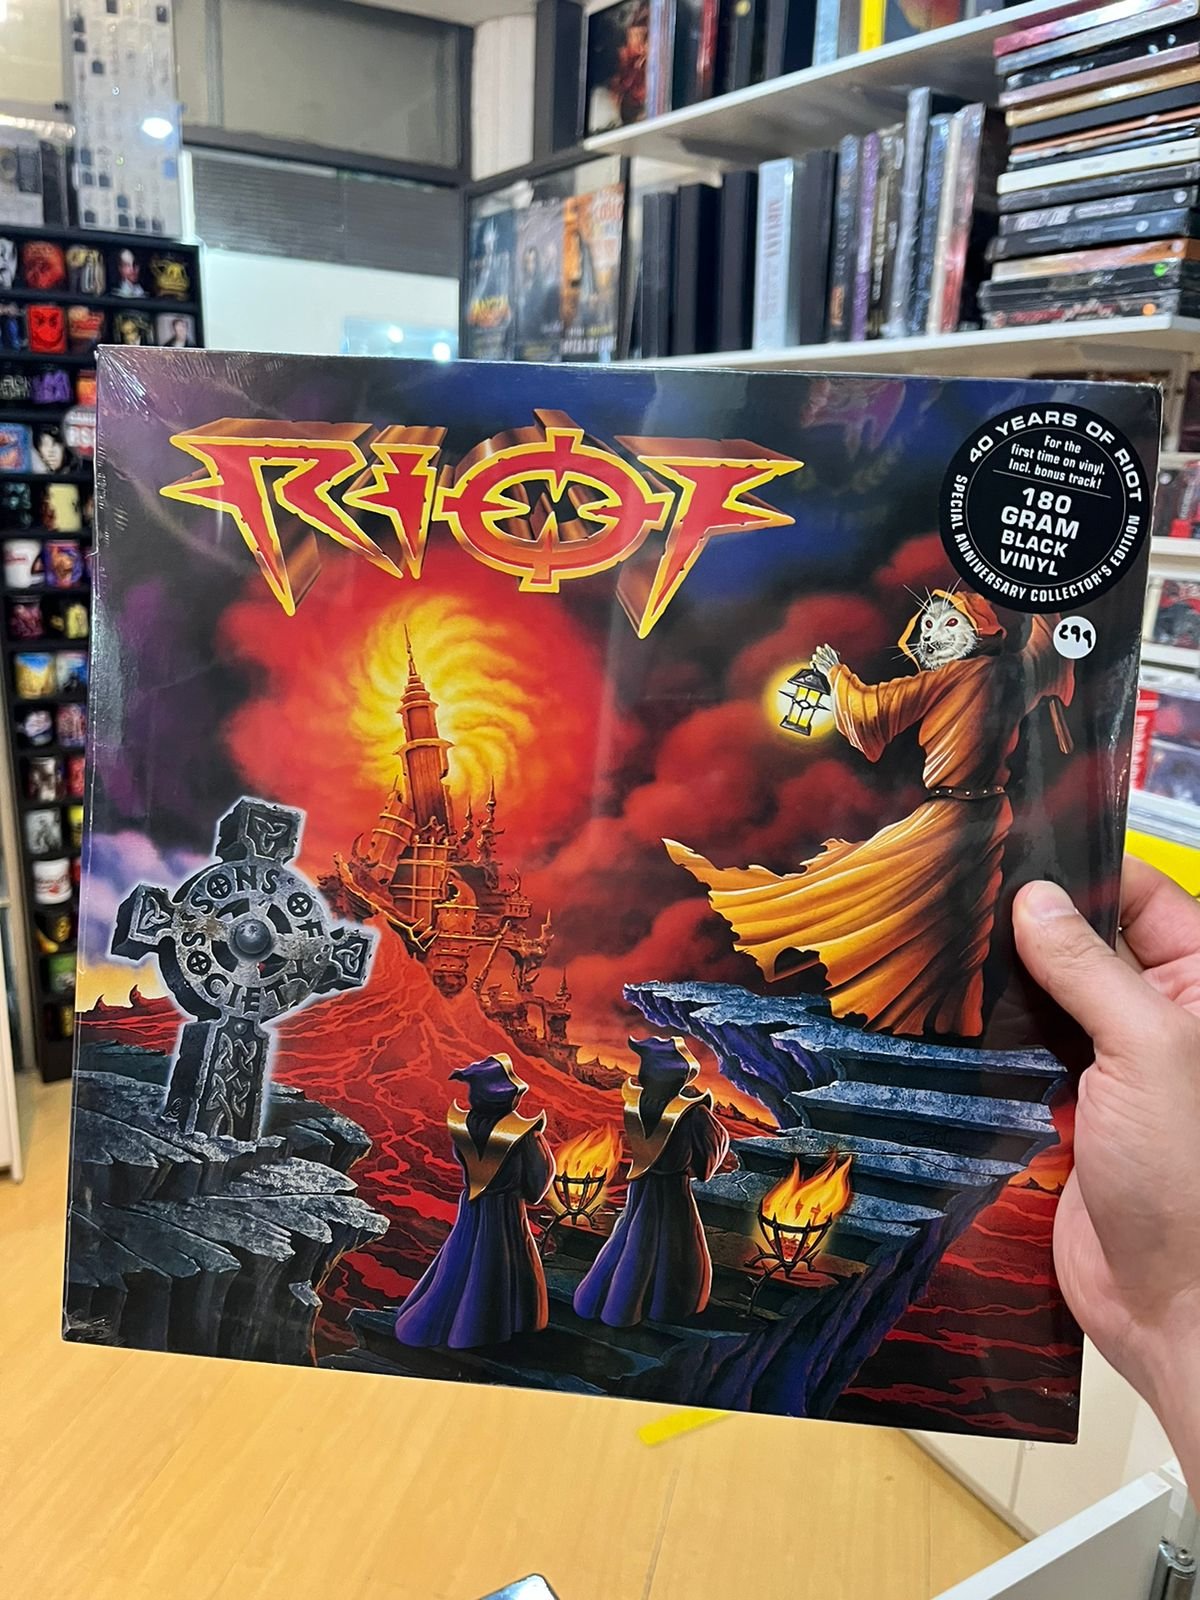 RIOT
40 YEARS OF RIOT
For the
first time on vinyl.
Incl. bonus track!
180
GRAM
BLACK
VINYL
SPECIAL ANNIVERSARY COLLECTOR'S EDITION
299
SONS OF
SOCIETY